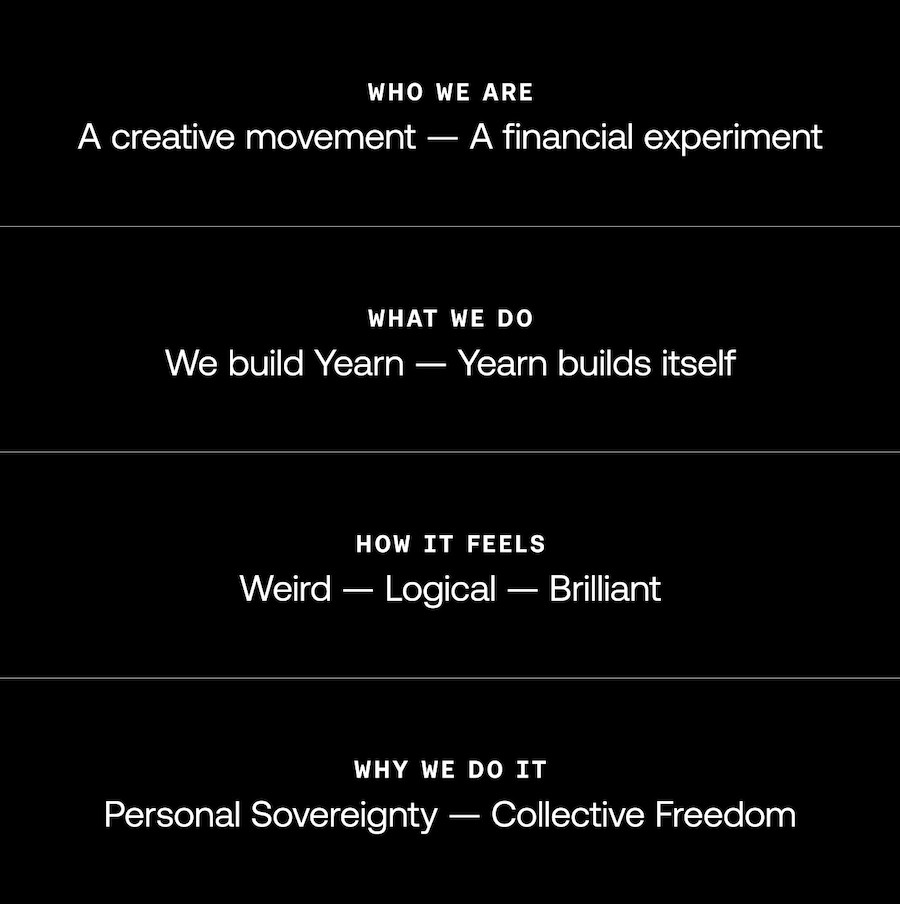 WHO WE ARE
A creative movement — A financial experiment
WHAT WE DO
We build Yearn — Yearn builds itself
HOW IT FEELS
Weird — Logical — Brilliant
WHY WE DO IT
Personal Sovereignty — Collective Freedom